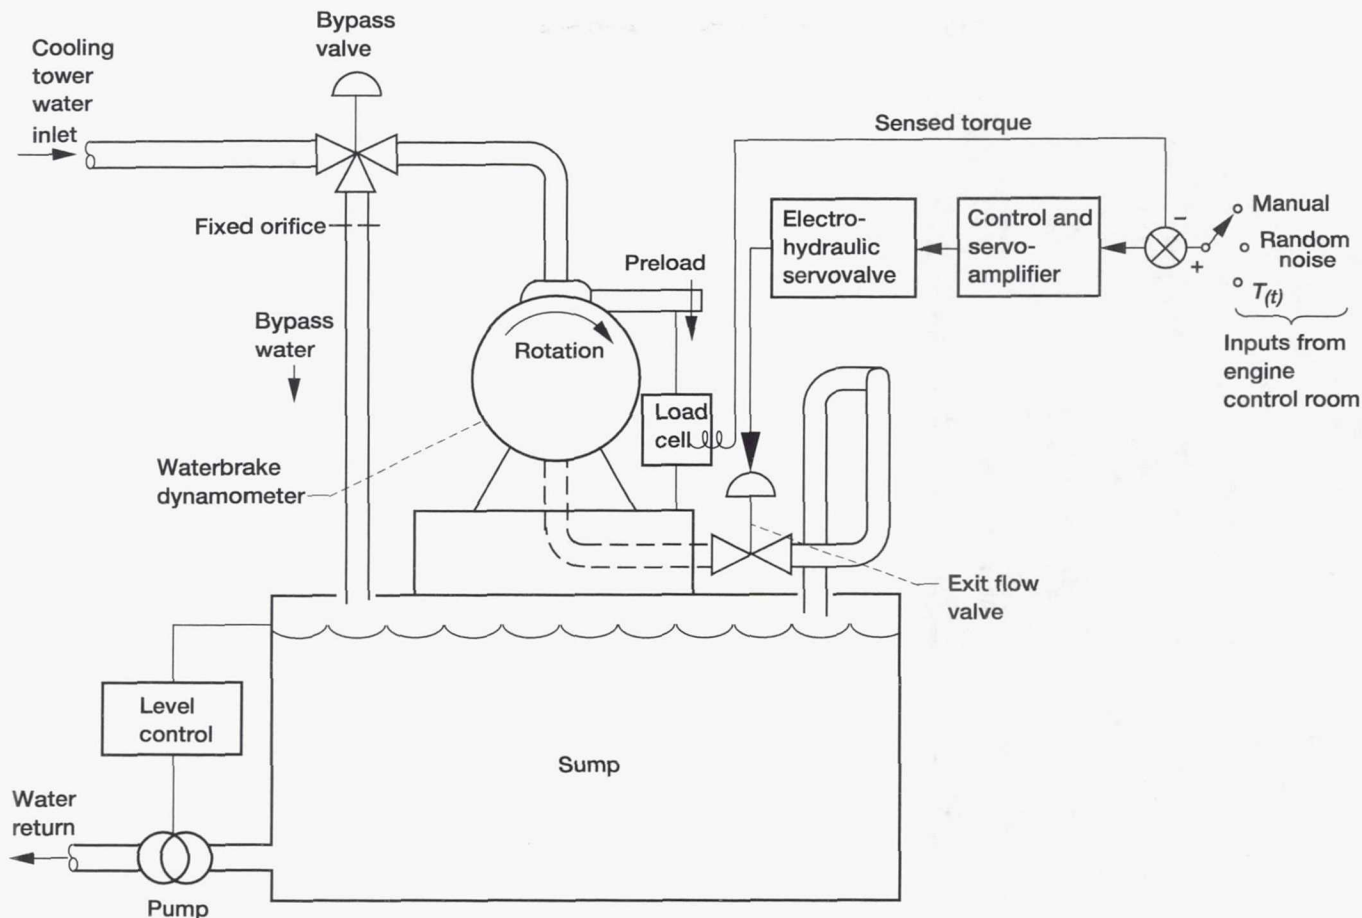 Bypass
valve
Cooling
tower
water
inlet
Sensed torque
Fixed orifice
Electro-
hydraulic
servovalve
Control and
servo-
amplifier
−
+
Manual
Random
noise
T(t)
Inputs from
engine
control room
Preload
Bypass
water
Rotation
Load
cell
Waterbrake
dynamometer
Exit flow
valve
Level
control
Sump
Water
return
Pump